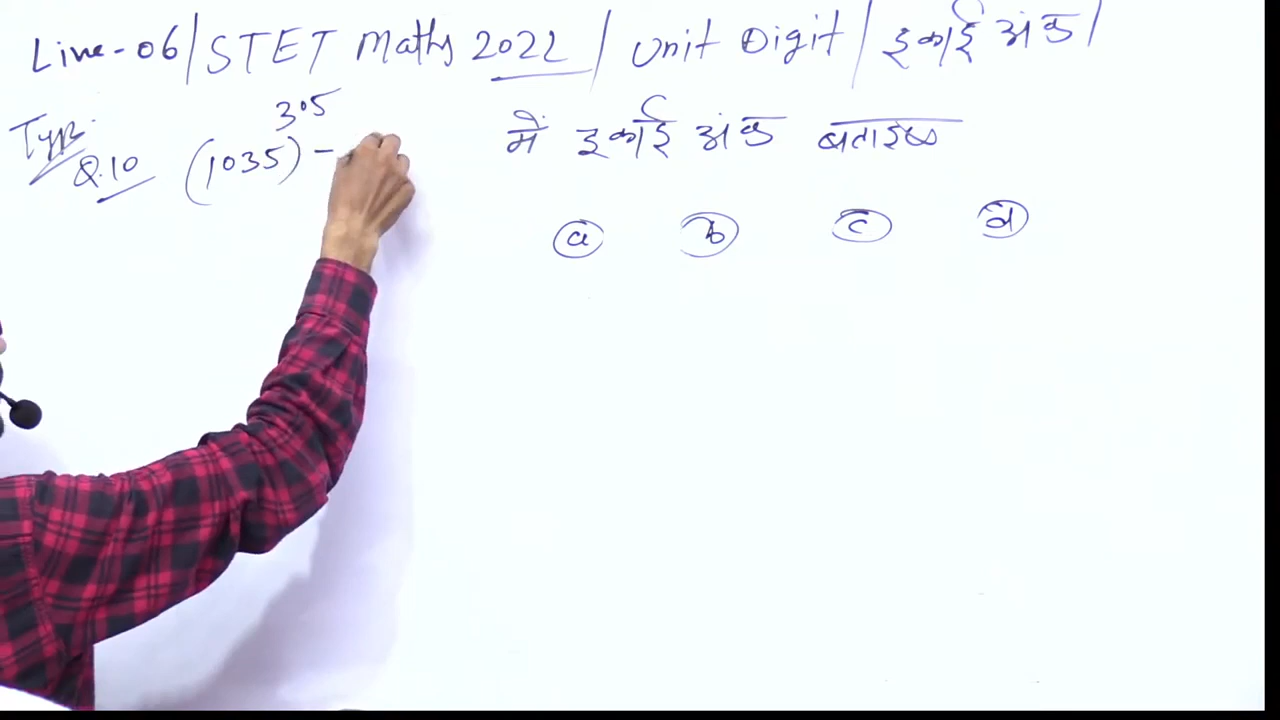 Live-06/STET Maths 2022/Unit Digit/इकाई अंक/
Type
Q.10 (1035)³⁰⁵ - में इकाई अंक बताइए
(a) (b) (c) (d)